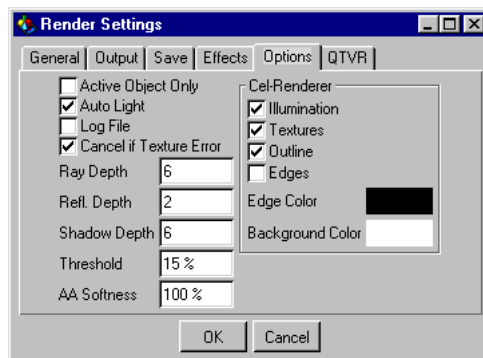 Render Settings
General Output Save Effects Options QTVR
Active Object Only
Auto Light
Log File
Cancel if Texture Error
Ray Depth 6
Refl. Depth 2
Shadow Depth 6
Threshold 15 %
AA Softness 100 %
Cel-Renderer
Illumination
Textures
Outline
Edges
Edge Color
Background Color
OK Cancel